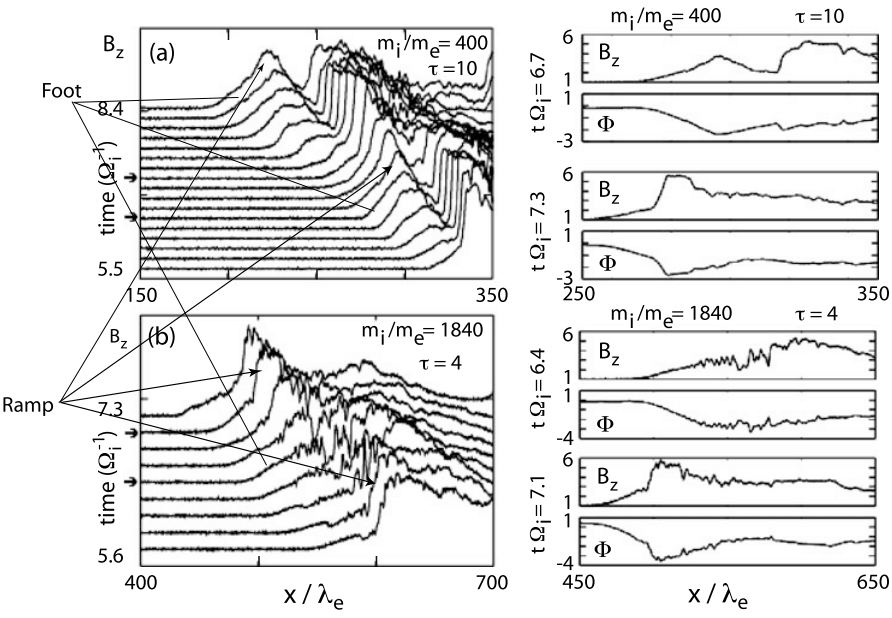 B_z (a) m_i/m_e = 400
τ = 10
Foot
8.4
time (Ω_i^-1)
5.5
150 350
B_z (b) m_i/m_e = 1840
τ = 4
Ramp
7.3
time (Ω_i^-1)
5.6
400 700
x / λ_e
m_i/m_e = 400 τ = 10
t Ω_i = 6.7
6
B_z
1
1
Φ
-3
t Ω_i = 7.3
6
B_z
1
1
Φ
-3
250 350
m_i/m_e = 1840 τ = 4
t Ω_i = 6.4
6
B_z
1
1
Φ
-4
t Ω_i = 7.1
6
B_z
1
1
Φ
-4
450 650
x / λ_e